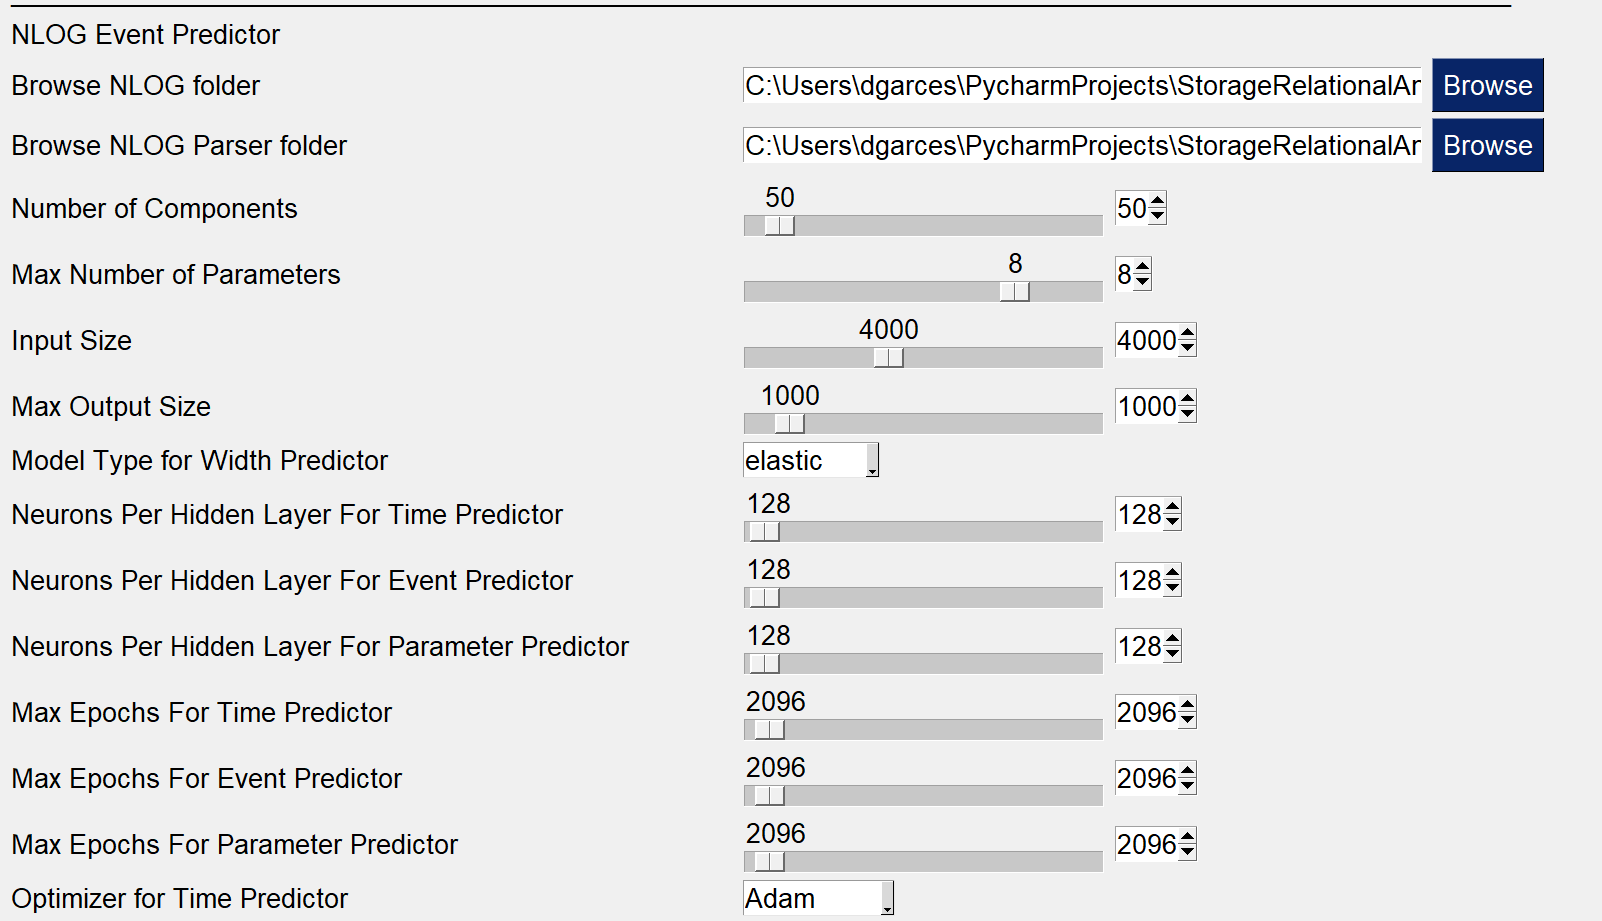 NLOG Event Predictor
Browse NLOG folder C:\Users\dgarces\PycharmProjects\StorageRelationalAr Browse
Browse NLOG Parser folder C:\Users\dgarces\PycharmProjects\StorageRelationalAr Browse
Number of Components 50 50
Max Number of Parameters 8 8
Input Size 4000 4000
Max Output Size 1000 1000
Model Type for Width Predictor elastic
Neurons Per Hidden Layer For Time Predictor 128 128
Neurons Per Hidden Layer For Event Predictor 128 128
Neurons Per Hidden Layer For Parameter Predictor 128 128
Max Epochs For Time Predictor 2096 2096
Max Epochs For Event Predictor 2096 2096
Max Epochs For Parameter Predictor 2096 2096
Optimizer for Time Predictor Adam